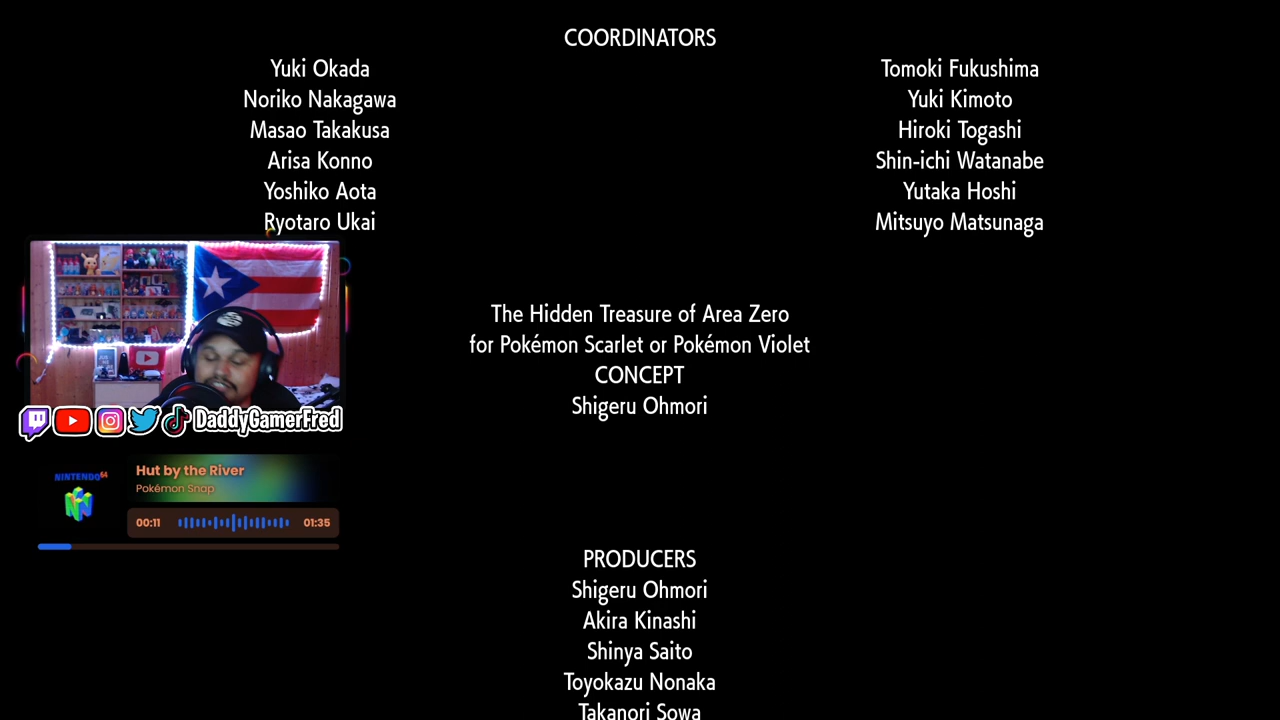 COORDINATORS
Yuki Okada
Noriko Nakagawa
Masao Takakusa
Arisa Konno
Yoshiko Aota
Ryotaro Ukai
Tomoki Fukushima
Yuki Kimoto
Hiroki Togashi
Shin-ichi Watanabe
Yutaka Hoshi
Mitsuyo Matsunaga
The Hidden Treasure of Area Zero
for Pokémon Scarlet or Pokémon Violet
CONCEPT
Shigeru Ohmori
DaddyGamerFred
NINTENDO 64
Hut by the River
Pokémon Snap
00:11
01:35
PRODUCERS
Shigeru Ohmori
Akira Kinashi
Shinya Saito
Toyokazu Nonaka
Takanori Sowa